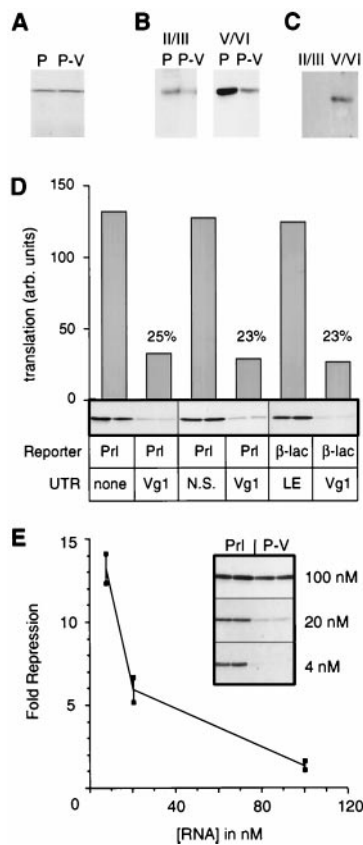 A
B
C
P P-V
II/III V/VI
P P-V P P-V
II/III V/VI
D
translation (arb. units)
150
100
50
0
25%
23%
23%
Reporter Prl Prl Prl Prl β-lac β-lac
UTR none Vg1 N.S. Vg1 LE Vg1
E
Fold Repression
15
10
5
0 40 80 120
[RNA] in nM
Prl P-V
100 nM
20 nM
4 nM